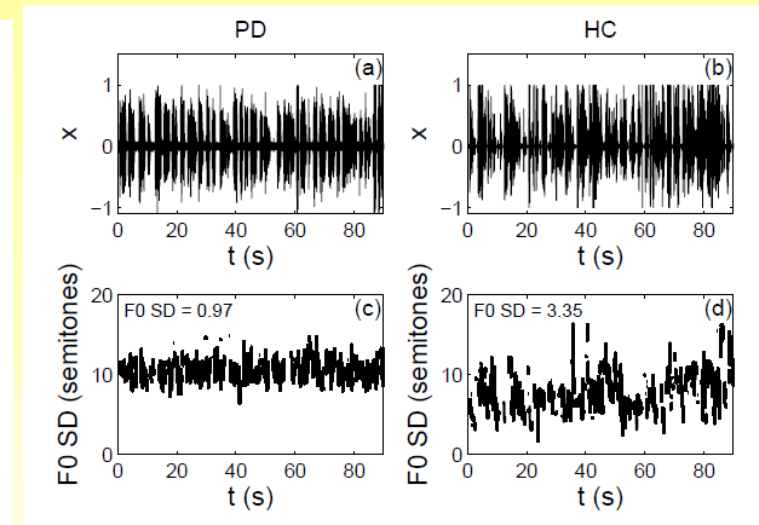 PD
HC
(a)
(b)
x
x
1
0
−1
1
0
−1
0 20 40 60 80
0 20 40 60 80
t (s)
t (s)
F0 SD (semitones)
F0 SD (semitones)
F0 SD = 0.97
(c)
F0 SD = 3.35
(d)
20
10
0
20
10
0
0 20 40 60 80
0 20 40 60 80
t (s)
t (s)